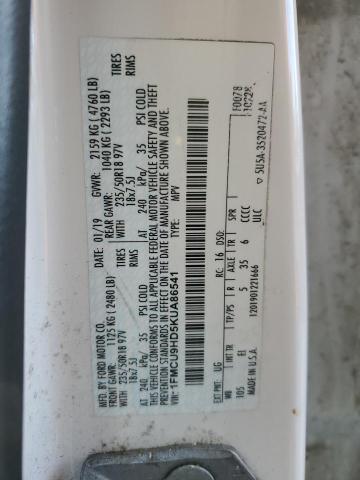 MFD. BY FORD MOTOR CO.
DATE: 01/19 GVWR: 2159 KG ( 4760 LB)
FRONT GAWR: 1125 KG ( 2480 LB) REAR GAWR: 1040 KG ( 2293 LB)
WITH 235/50R18 97V TIRES WITH 235/50R18 97V TIRES
18x7.5J RIMS 18x7.5J RIMS
AT 240 kPa/ 35 PSI COLD AT 240 kPa/ 35 PSI COLD
THIS VEHICLE CONFORMS TO ALL APPLICABLE FEDERAL MOTOR VEHICLE SAFETY AND THEFT
PREVENTION STANDARDS IN EFFECT ON THE DATE OF MANUFACTURE SHOWN ABOVE.
VIN: 1FMCU9HD5KUA86541
TYPE: MPV
F0078
EXT PNT: UG RC: 16 DSO:
WB INT TR TP/PS R AXLE TR SPR
105 EI 5 35 6 CCCC
ULC
MADE IN U.S.A. 1201901221666
5U5A-3520472-AA